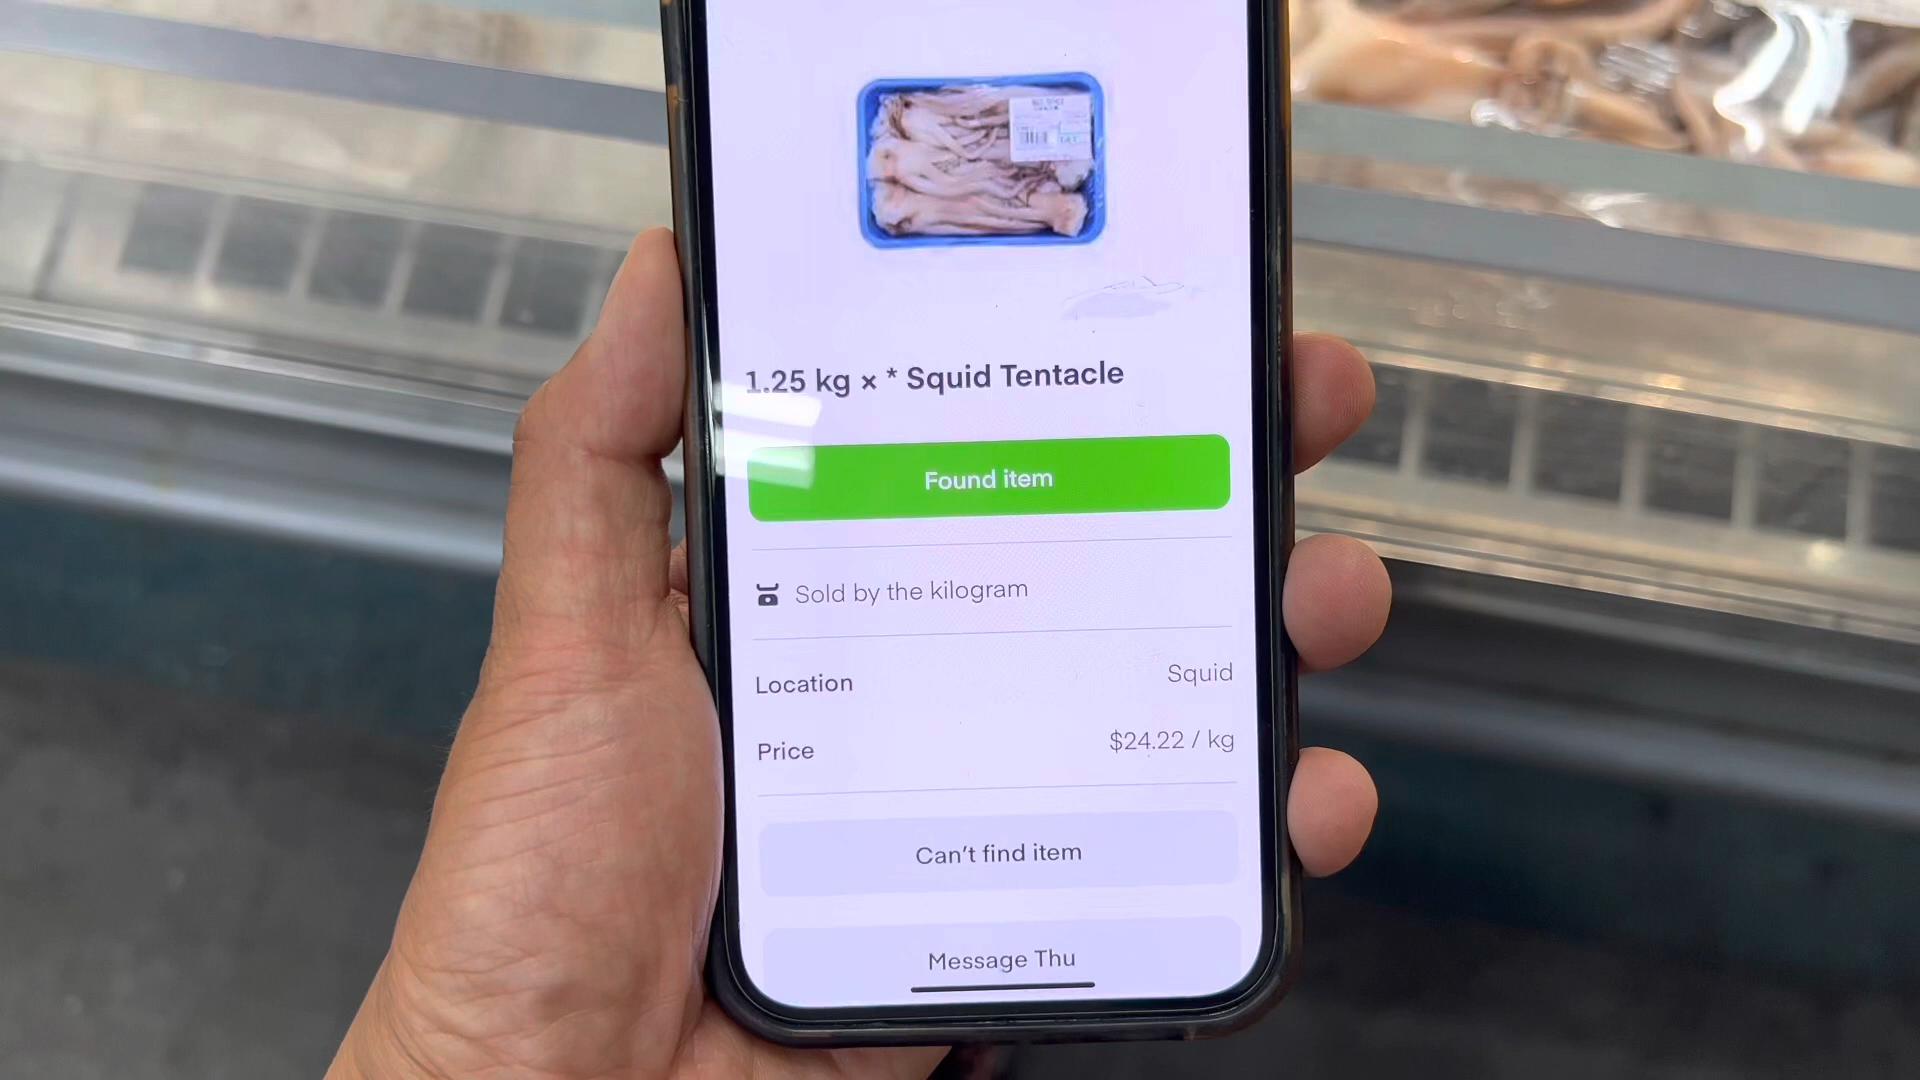 1.25 kg × * Squid Tentacle
Found item
Sold by the kilogram
Location Squid
Price $24.22 / kg
Can't find item
Message Thu